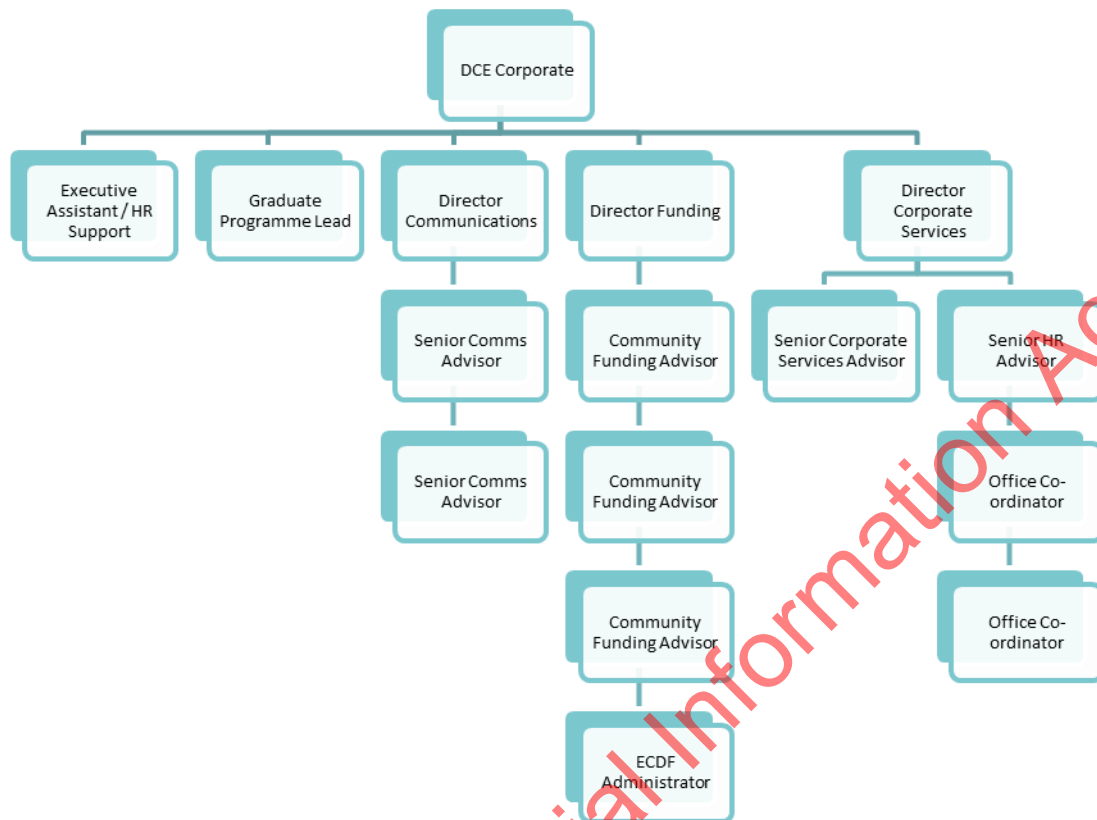 DCE Corporate
Executive
Assistant / HR
Support
Graduate
Programme Lead
Director
Communications
Director Funding
Director
Corporate
Services
Senior Comms
Advisor
Community
Funding Advisor
Senior Corporate
Services Advisor
Senior HR
Advisor
Senior Comms
Advisor
Community
Funding Advisor
Office Co-
ordinator
Community
Funding Advisor
Office Co-
ordinator
ECDF
Administrator
Information